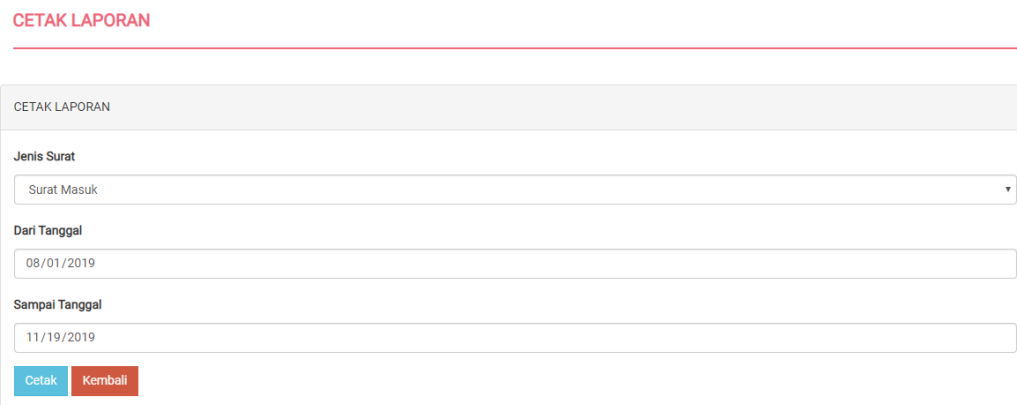 CETAK LAPORAN
CETAK LAPORAN
Jenis Surat
Surat Masuk
Dari Tanggal
08/01/2019
Sampai Tanggal
11/19/2019
Cetak Kembali